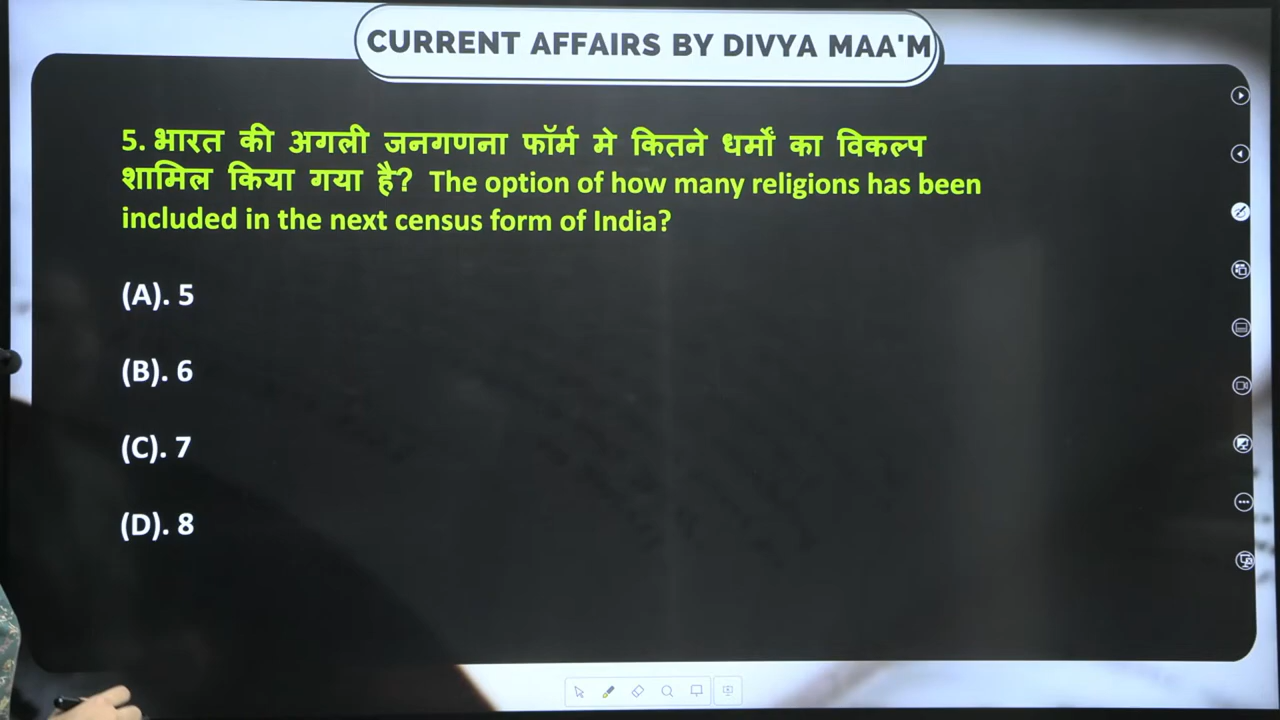 CURRENT AFFAIRS BY DIVYA MAA'M
5. भारत की अगली जनगणना फॉर्म मे कितने धर्मों का विकल्प
शामिल किया गया है? The option of how many religions has been
included in the next census form of India?
(A). 5
(B). 6
(C). 7
(D). 8